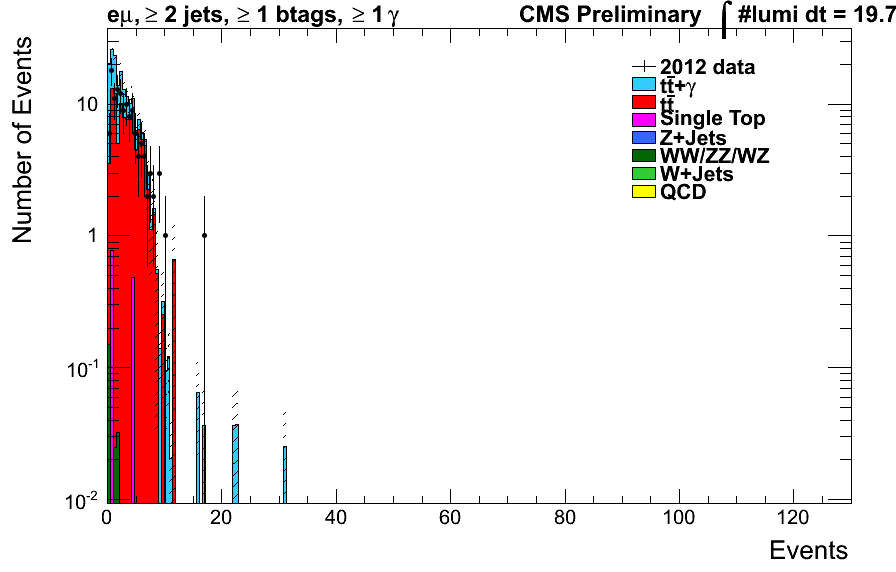 eμ, ≥ 2 jets, ≥ 1 btags, ≥ 1 γ
CMS Preliminary ∫ #lumi dt = 19.7
Number of Events
2012 data
tt̄+γ
tt̄
Single Top
Z+Jets
WW/ZZ/WZ
W+Jets
QCD
10
1
10⁻¹
10⁻²
0 20 40 60 80 100 120
Events